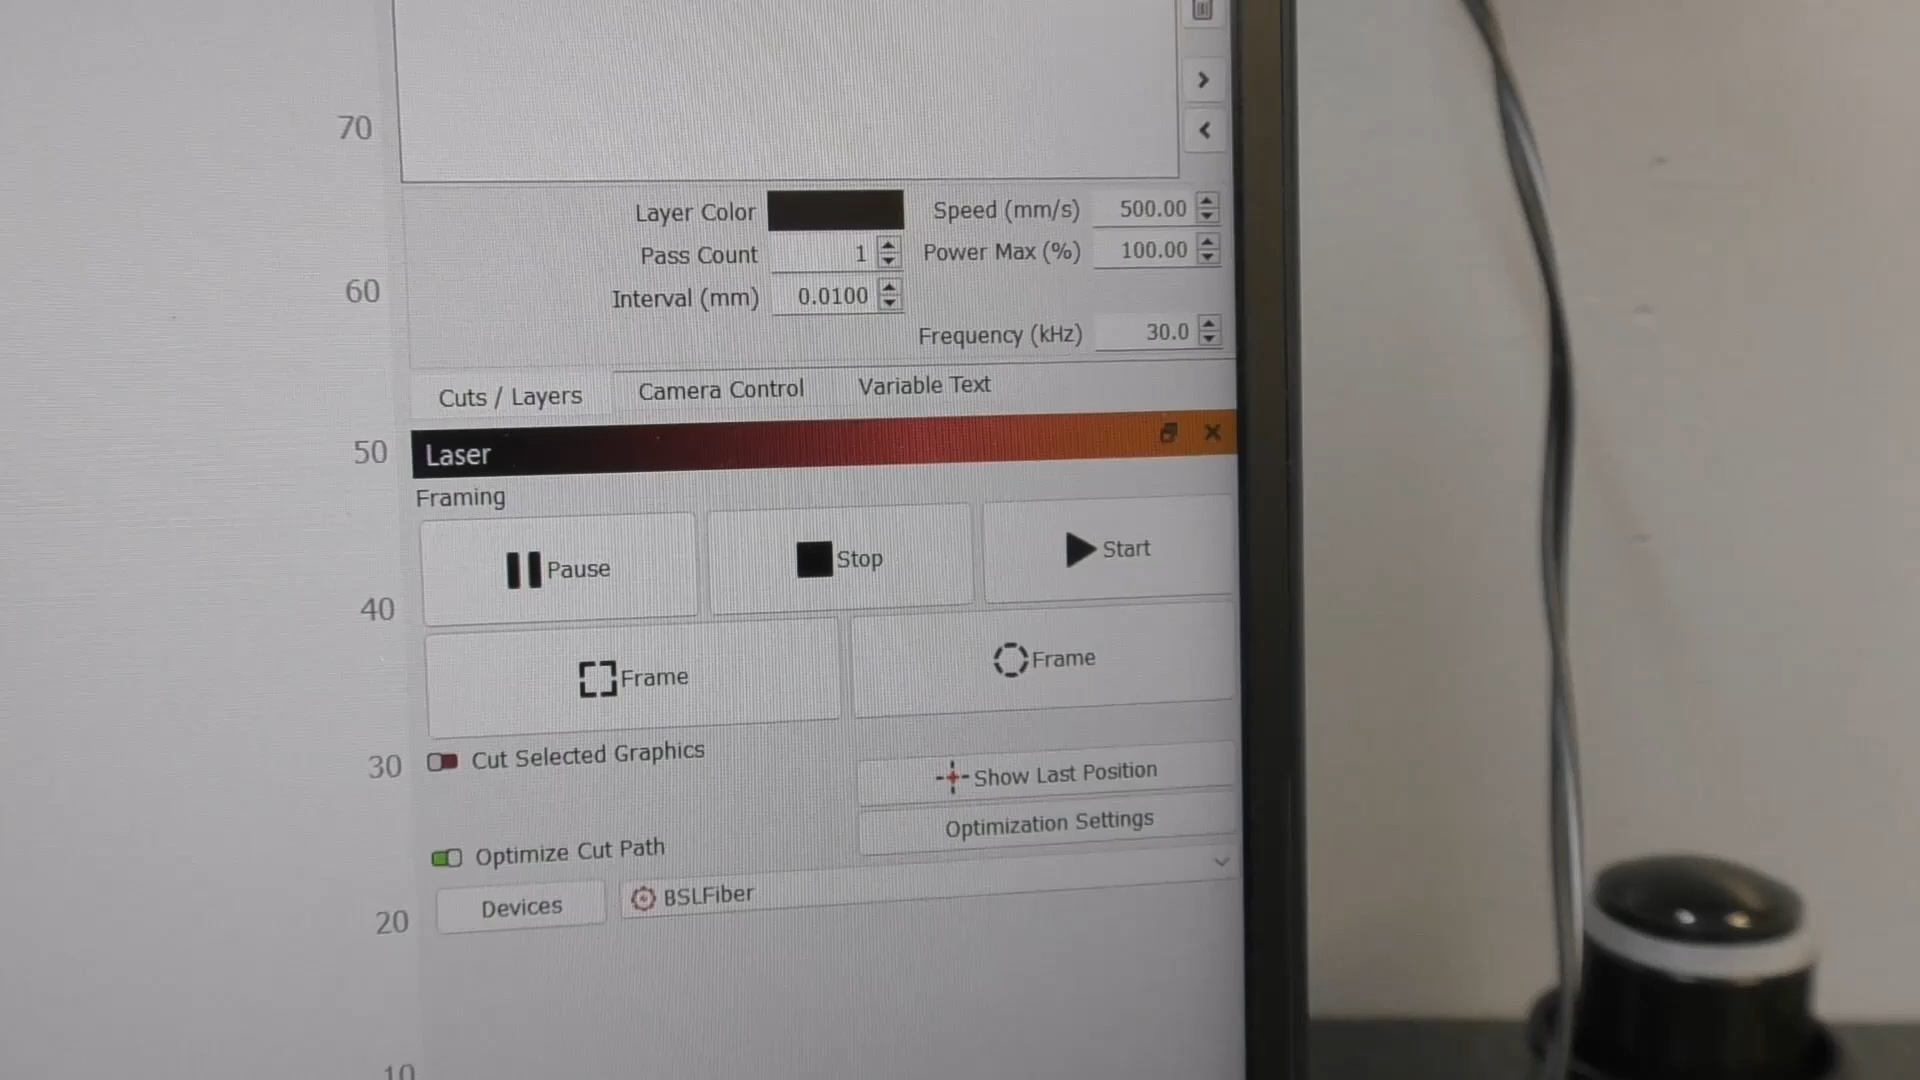 70
Layer Color
Speed (mm/s) 500.00
Pass Count 1
Power Max (%) 100.00
60
Interval (mm) 0.0100
Frequency (kHz) 30.0
Cuts / Layers
Camera Control
Variable Text
50
Laser
Framing
Pause
Stop
Start
40
Frame
Frame
30
Cut Selected Graphics
Show Last Position
Optimization Settings
Optimize Cut Path
Devices
BSLFiber
20
10